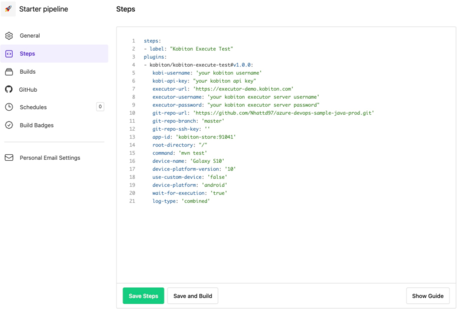 Starter pipeline
Steps
General
Steps
Builds
GitHub
Schedules 0
Build Badges
Personal Email Settings
1 steps:
2 - label: "Kobiton Execute Test"
3 plugins:
4 - kobiton/kobiton-execute-test#v1.0.0:
5 kobi-username: 'your kobiton username'
6 kobi-api-key: "your kobiton api key"
7 executor-url: 'https://executor-demo.kobiton.com'
8 executor-username: 'your kobiton executor server username'
9 executor-password: "your kobiton executor server password"
10 git-repo-url: 'https://github.com/Nhattd97/azure-devops-sample-java-prod.git'
11 git-repo-branch: 'master'
12 git-repo-ssh-key: ''
13 app-id: 'kobiton-store:91041'
14 root-directory: "/"
15 command: 'mvn test'
16 device-name: 'Galaxy S10'
17 device-platform-version: '10'
18 use-custom-device: 'false'
19 device-platform: 'android'
20 wait-for-execution: 'true'
21 log-type: 'combined'
Save Steps
Save and Build
Show Guide